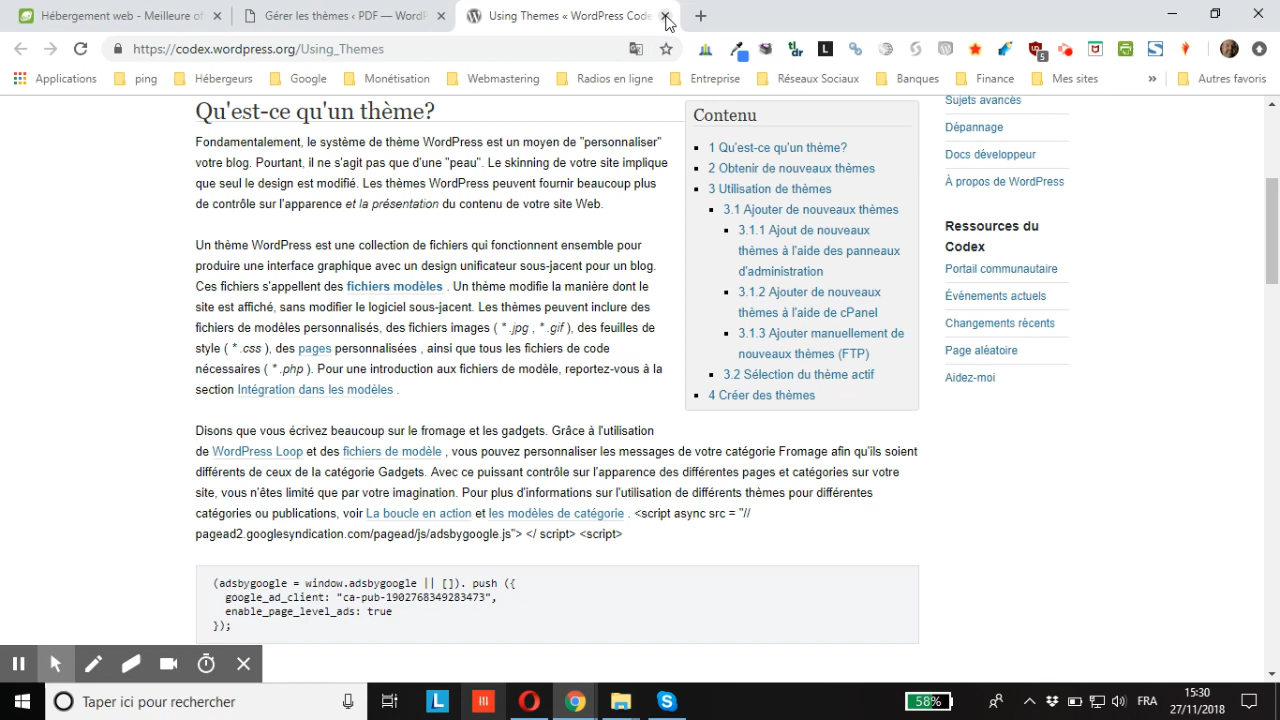 Hébergement web - Meilleure of
Gérer les thèmes ‹ PDF — WordP
Using Themes « WordPress Code
https://codex.wordpress.org/Using_Themes
Applications
ping
Hébergeurs
Google
Monétisation
Webmastering
Radios en ligne
Entreprise
Réseaux Sociaux
Banques
Finance
Mes sites
»
Autres favoris
Qu'est-ce qu'un thème?
Fondamentalement, le système de thème WordPress est un moyen de "personnaliser"
votre blog. Pourtant, il ne s'agit pas que d'une "peau". Le skinning de votre site implique
que seul le design est modifié. Les thèmes WordPress peuvent fournir beaucoup plus
de contrôle sur l'apparence et la présentation du contenu de votre site Web.
Un thème WordPress est une collection de fichiers qui fonctionnent ensemble pour
produire une interface graphique avec un design unificateur sous-jacent pour un blog.
Ces fichiers s'appellent des fichiers modèles . Un thème modifie la manière dont le
site est affiché, sans modifier le logiciel sous-jacent. Les thèmes peuvent inclure des
fichiers de modèles personnalisés, des fichiers images ( * .jpg , * .gif ), des feuilles de
style ( * .css ), des pages personnalisées , ainsi que tous les fichiers de code
nécessaires ( * .php ). Pour une introduction aux fichiers de modèle, reportez-vous à la
section Intégration dans les modèles .
Disons que vous écrivez beaucoup sur le fromage et les gadgets. Grâce à l'utilisation
de WordPress Loop et des fichiers de modèle , vous pouvez personnaliser les messages de votre catégorie Fromage afin qu'ils soient
différents de ceux de la catégorie Gadgets. Avec ce puissant contrôle sur l'apparence des différentes pages et catégories sur votre
site, vous n'êtes limité que par votre imagination. Pour plus d'informations sur l'utilisation de différents thèmes pour différentes
catégories ou publications, voir La boucle en action et les modèles de catégorie . <script async src = "//
pagead2.googlesyndication.com/pagead/js/adsbygoogle.js"> </ script> <script>
(adsbygoogle = window.adsbygoogle || []). push ({
google_ad_client: "ca-pub-1902768349283473",
enable_page_level_ads: true
});
Contenu
1 Qu'est-ce qu'un thème?
2 Obtenir de nouveaux thèmes
3 Utilisation de thèmes
3.1 Ajouter de nouveaux thèmes
3.1.1 Ajout de nouveaux
thèmes à l'aide des panneaux
d'administration
3.1.2 Ajouter de nouveaux
thèmes à l'aide de cPanel
3.1.3 Ajouter manuellement de
nouveaux thèmes (FTP)
3.2 Sélection du thème actif
4 Créer des thèmes
Sujets avancés
Dépannage
Docs développeur
À propos de WordPress
Ressources du
Codex
Portail communautaire
Évènements actuels
Changements récents
Page aléatoire
Aidez-moi
Taper ici pour rechercher
58%
FRA
15:30
27/11/2018